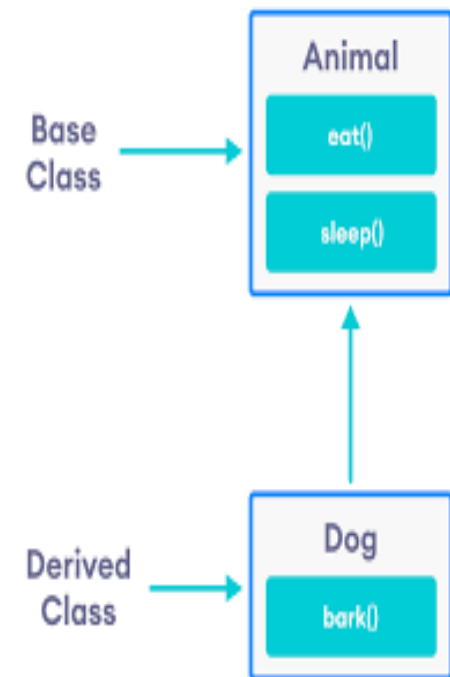 Animal
Base
Class
eat()
sleep()
Dog
Derived
Class
bark()